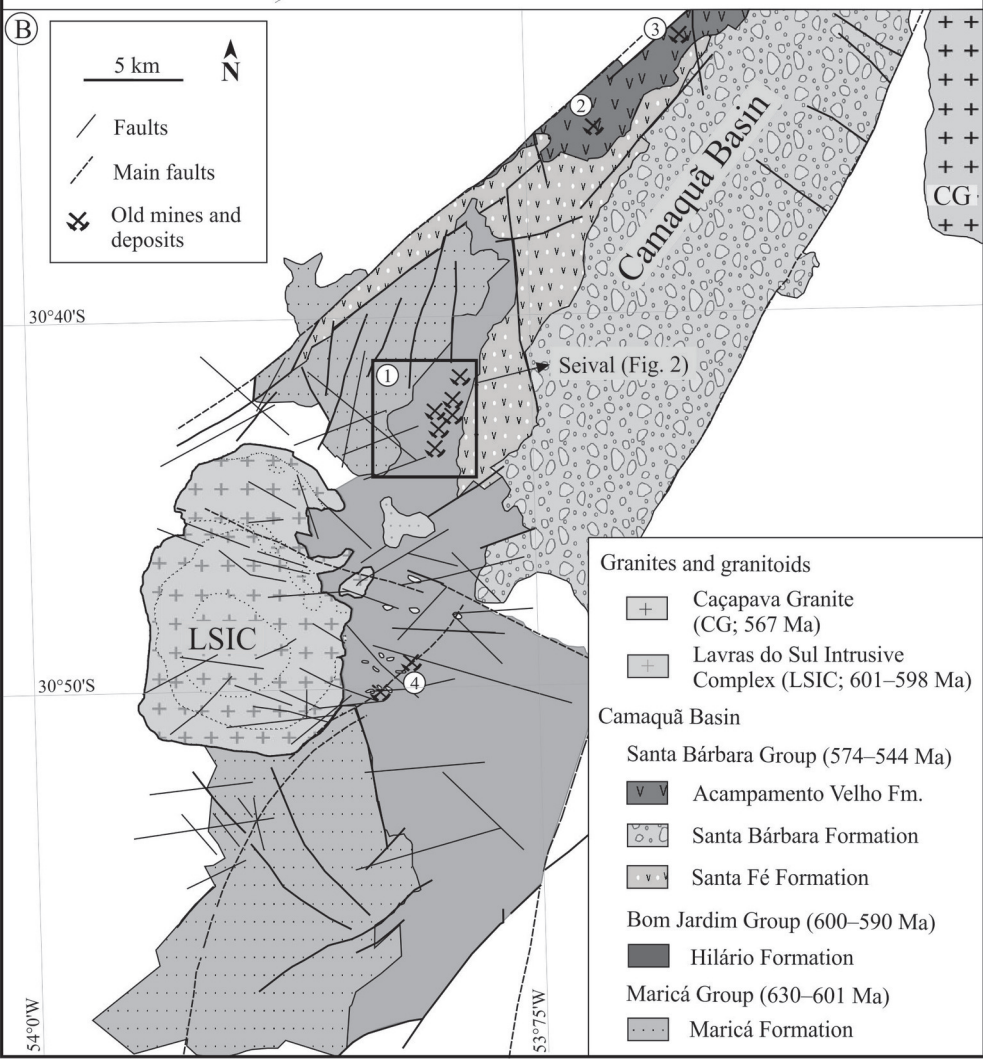 B
5 km
N
Faults
Main faults
Old mines and
deposits
3
2
Camaquã Basin
CG
30°40'S
1
Seival (Fig. 2)
LSIC
30°50'S
4
54°0'W
53°75'W
Granites and granitoids
Caçapava Granite
(CG; 567 Ma)
Lavras do Sul Intrusive
Complex (LSIC; 601–598 Ma)
Camaquã Basin
Santa Bárbara Group (574–544 Ma)
Acampamento Velho Fm.
Santa Bárbara Formation
Santa Fé Formation
Bom Jardim Group (600–590 Ma)
Hilário Formation
Maricá Group (630–601 Ma)
Maricá Formation